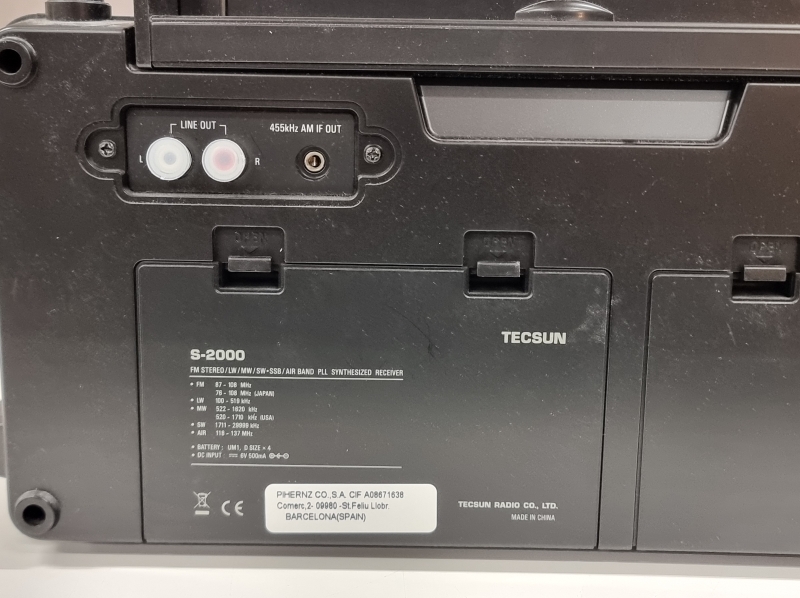 LINE OUT
455kHz AM IF OUT
L
R
OPEN
OPEN
OPEN
TECSUN
S-2000
FM STEREO/LW/MW/SW-SSB/AIR BAND PLL SYNTHESIZED RECEIVER
• FM 87 - 108 MHz
76 - 108 MHz (JAPAN)
• LW 100 - 519 kHz
• MW 522 - 1620 kHz
520 - 1710 kHz (USA)
• SW 1711 - 29999 kHz
• AIR 118 - 137 MHz
• BATTERY: UM1, D SIZE × 4
• DC INPUT 6V 500mA
CE
PIHERNZ CO.,S.A. CIF A08671638
Comerc,2- 09980 -St.Feliu Llobr.
BARCELONA(SPAIN)
TECSUN RADIO CO., LTD.
MADE IN CHINA